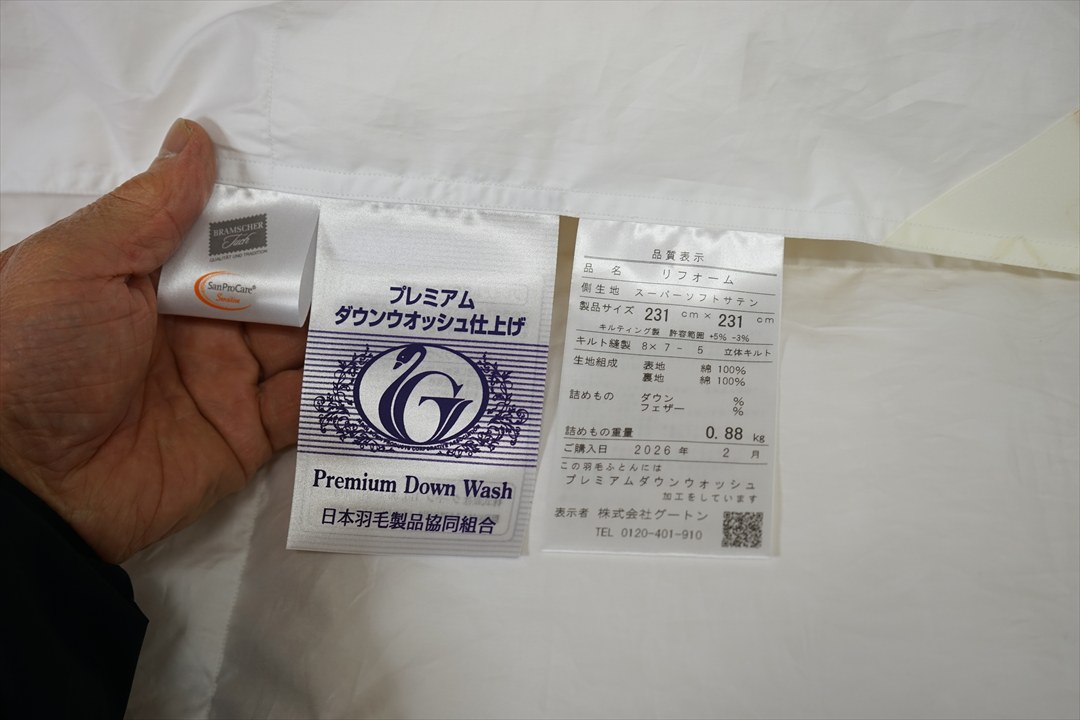 BRAMSCHER
Tuch
QUALITÄT UND TRADITION
SanProCare®
Sensitive
プレミアム
ダウンウオッシュ仕上げ
G
Premium Down Wash
日本羽毛製品協同組合
品質表示
品 名 リフオーム
側生地 スーパーソフトサテン
製品サイズ 231 cm × 231 cm
キルティング製 許容範囲 +5% -3%
キルト縫製 8× 7 - 5 立体キルト
生地組成 表地 綿 100%
裏地 綿 100%
詰めもの ダウン %
フェザー %
詰めもの重量 0.88 kg
ご購入日 2026 年 2 月
この羽毛ふとんには
プレミアムダウンウオッシュ
加工をしています
表示者 株式会社グートン
TEL 0120-401-910